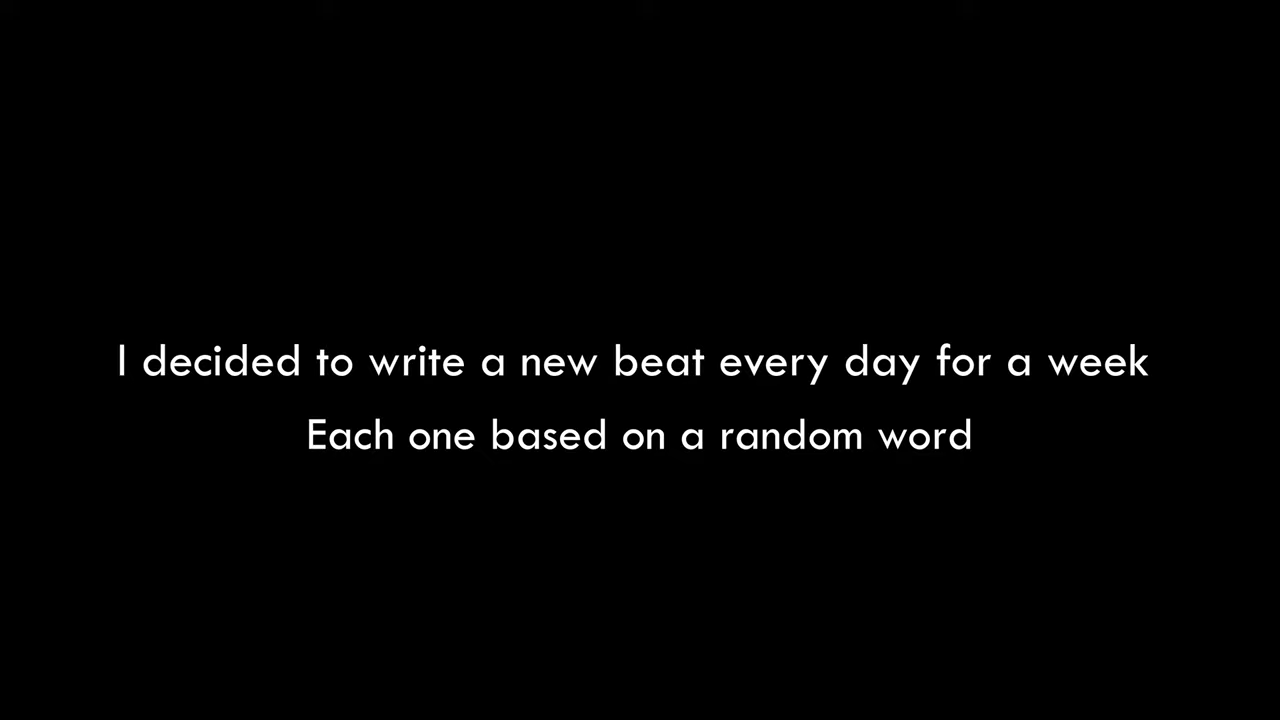 I decided to write a new beat every day for a week
Each one based on a random word